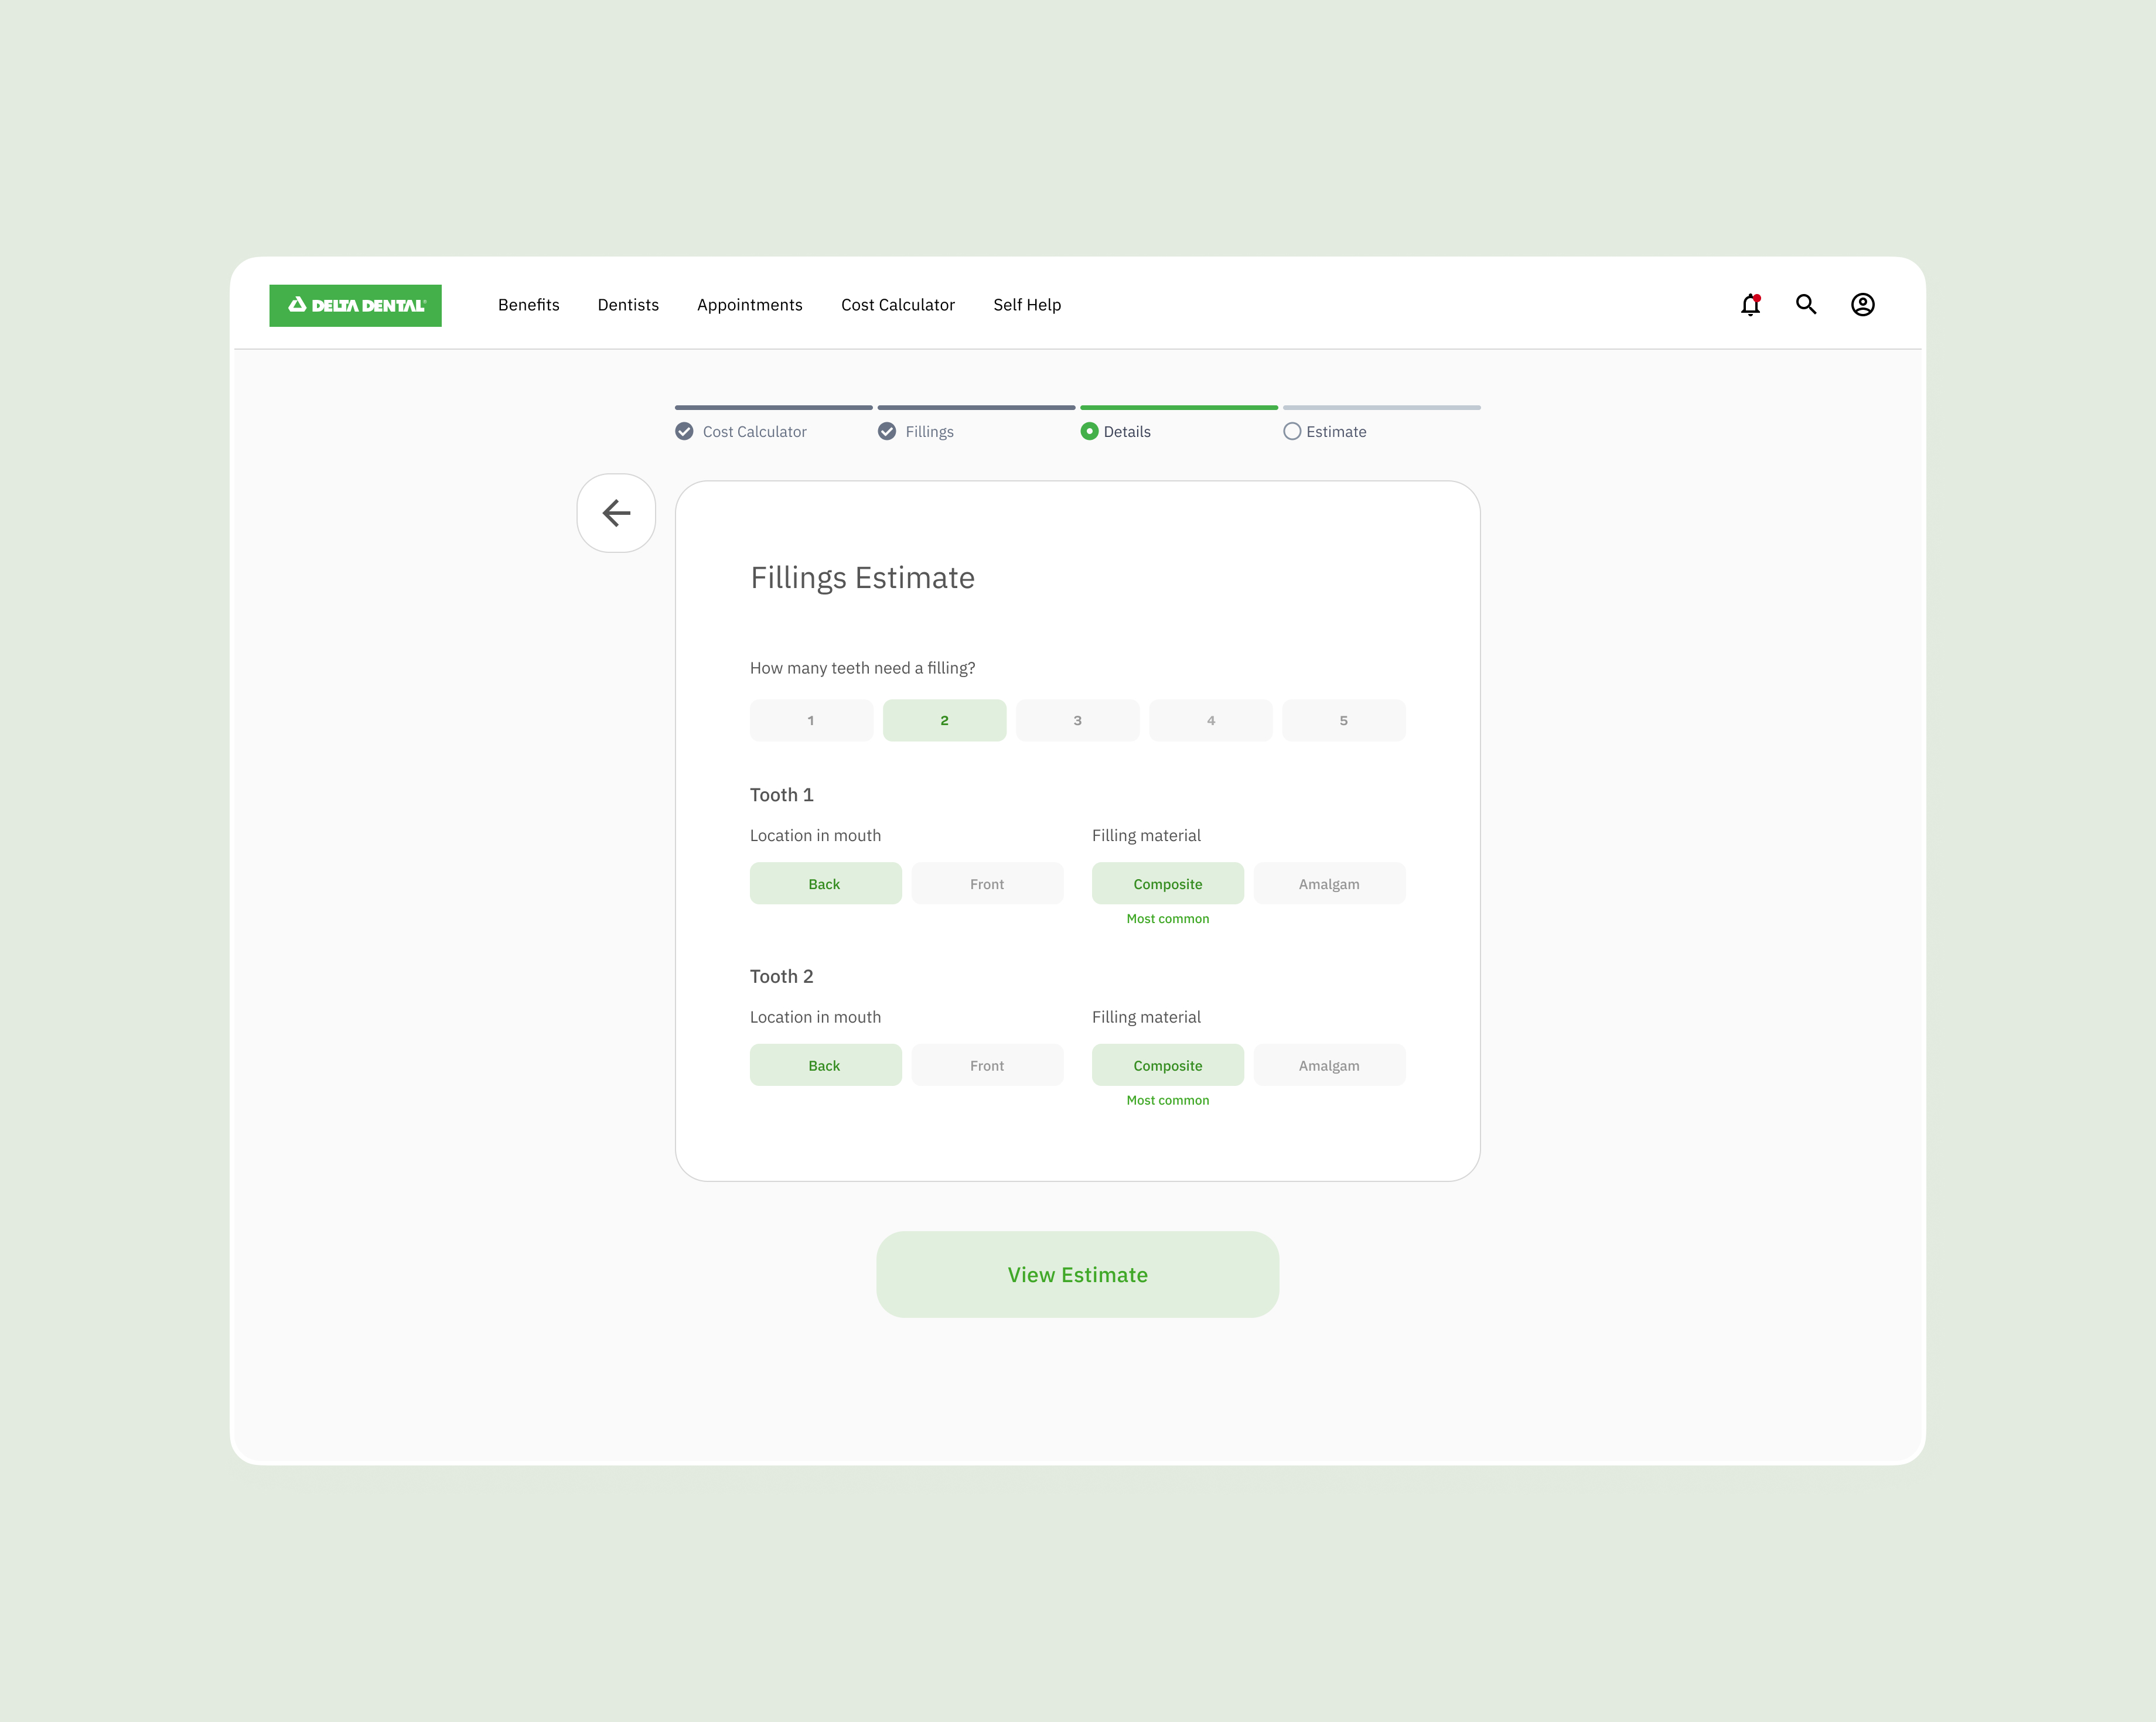 DELTA DENTAL Benefits Dentists Appointments Cost Calculator Self Help
Cost Calculator Fillings Details Estimate
Fillings Estimate
How many teeth need a filling?
1 2 3 4 5
Tooth 1
Location in mouth Filling material
Back Front Composite Amalgam
Most common
Tooth 2
Location in mouth Filling material
Back Front Composite Amalgam
Most common
View Estimate